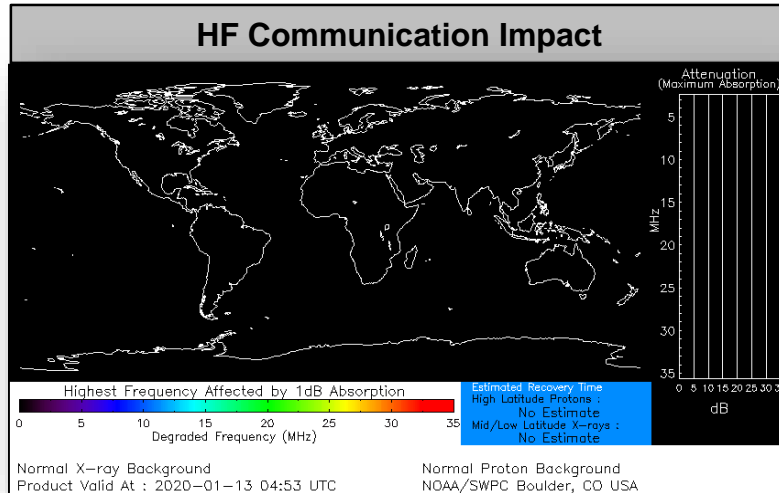 HF Communication Impact
Attenuation
(Maximum Absorption)
5
10
15
20
25
30
35
MHz
0 5 10 15 20 25 30 3
dB
Highest Frequency Affected by 1dB Absorption
0 5 10 15 20 25 30 35
Degraded Frequency (MHz)
Estimated Recovery Time
High Latitude Protons :
No Estimate
Mid/Low Latitude X-rays :
No Estimate
Normal X-ray Background
Product Valid At : 2020-01-13 04:53 UTC
Normal Proton Background
NOAA/SWPC Boulder, CO USA